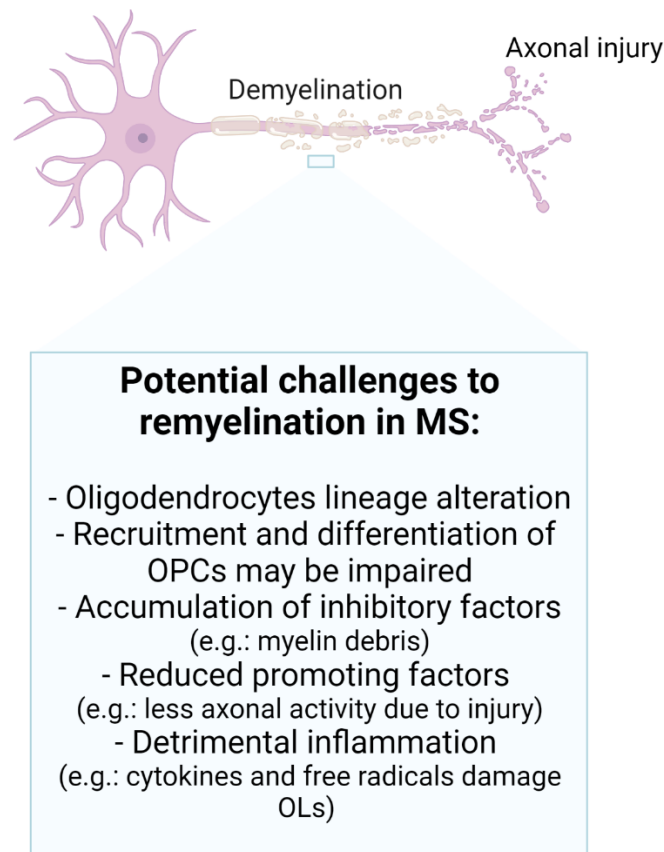 Axonal injury
Demyelination
Potential challenges to
remyelination in MS:
- Oligodendrocytes lineage alteration
- Recruitment and differentiation of
OPCs may be impaired
- Accumulation of inhibitory factors
(e.g.: myelin debris)
- Reduced promoting factors
(e.g.: less axonal activity due to injury)
- Detrimental inflammation
(e.g.: cytokines and free radicals damage
OLs)